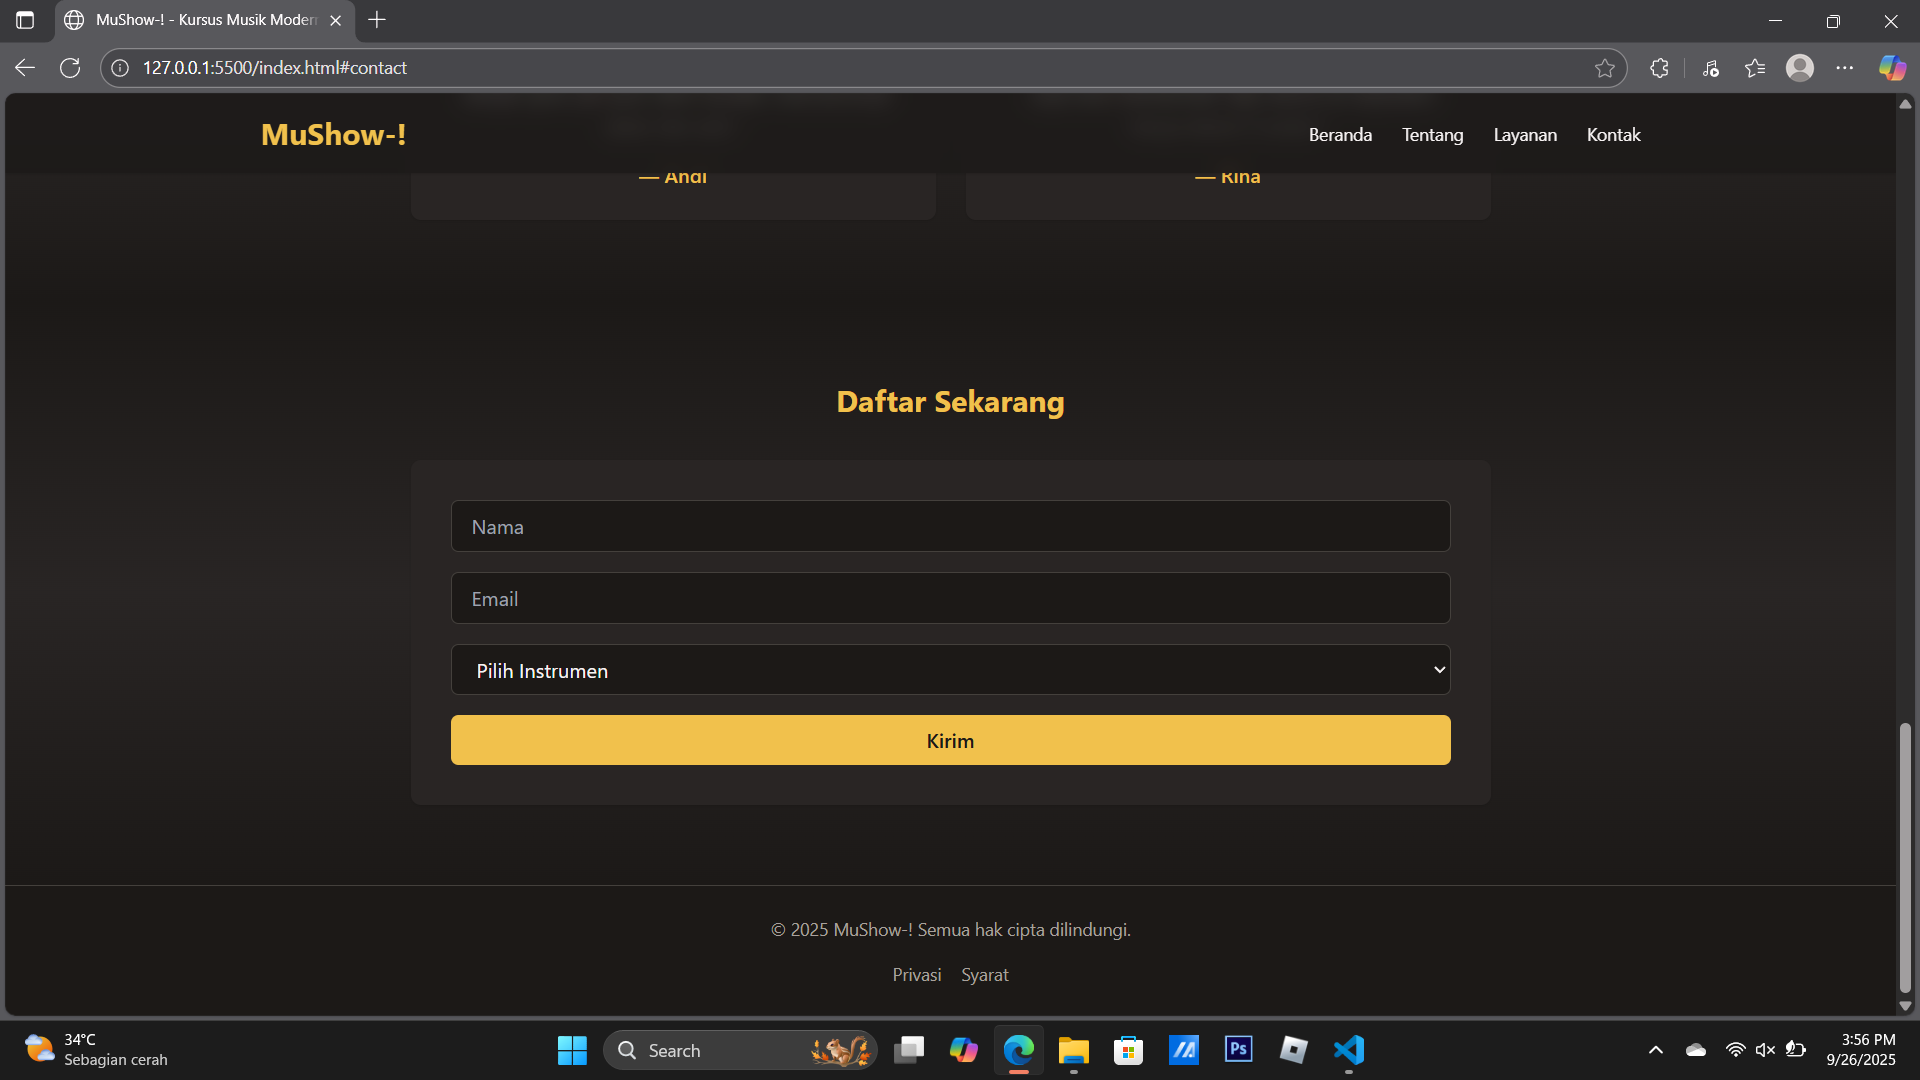 MuShow-! - Kursus Musik Modern
127.0.0.1:5500/index.html#contact
MuShow-!
Beranda Tentang Layanan Kontak
— Andi
— Rina
Daftar Sekarang
Nama
Email
Pilih Instrumen
Kirim
© 2025 MuShow-! Semua hak cipta dilindungi.
Privasi Syarat
34°C
Sebagian cerah
Search
Ps
3:56 PM
9/26/2025